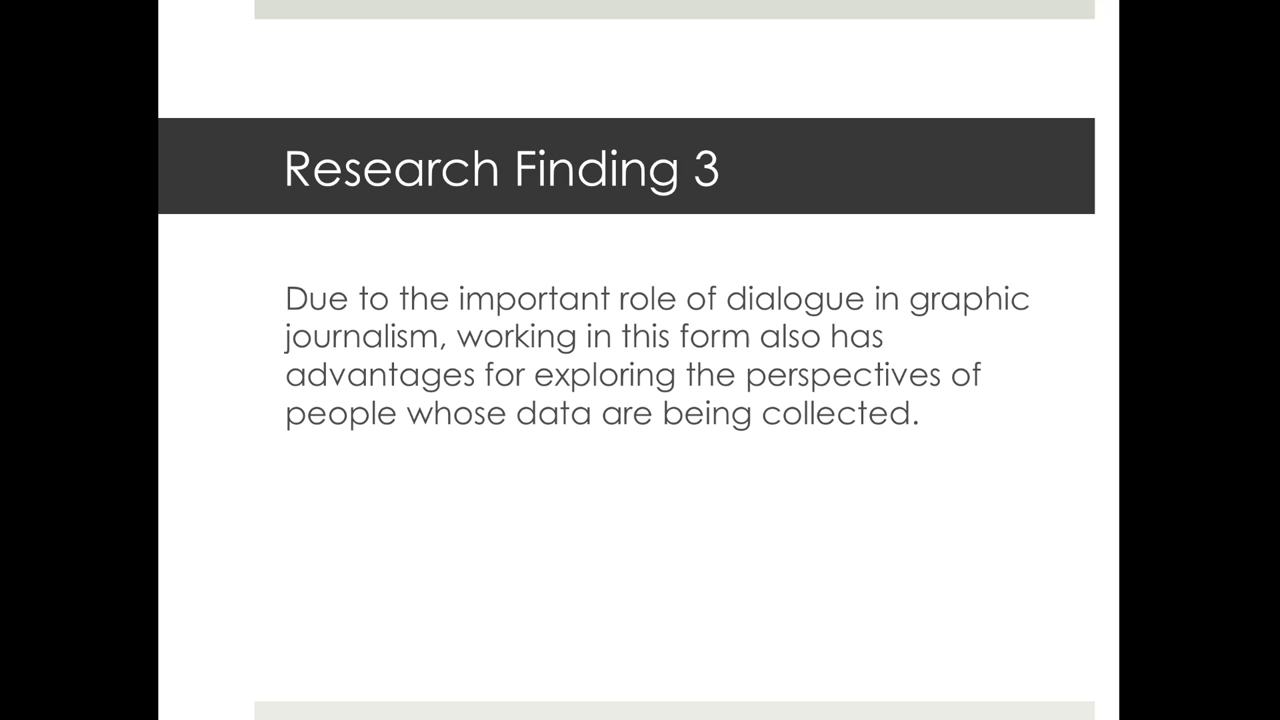 Research Finding 3
Due to the important role of dialogue in graphic
journalism, working in this form also has
advantages for exploring the perspectives of
people whose data are being collected.